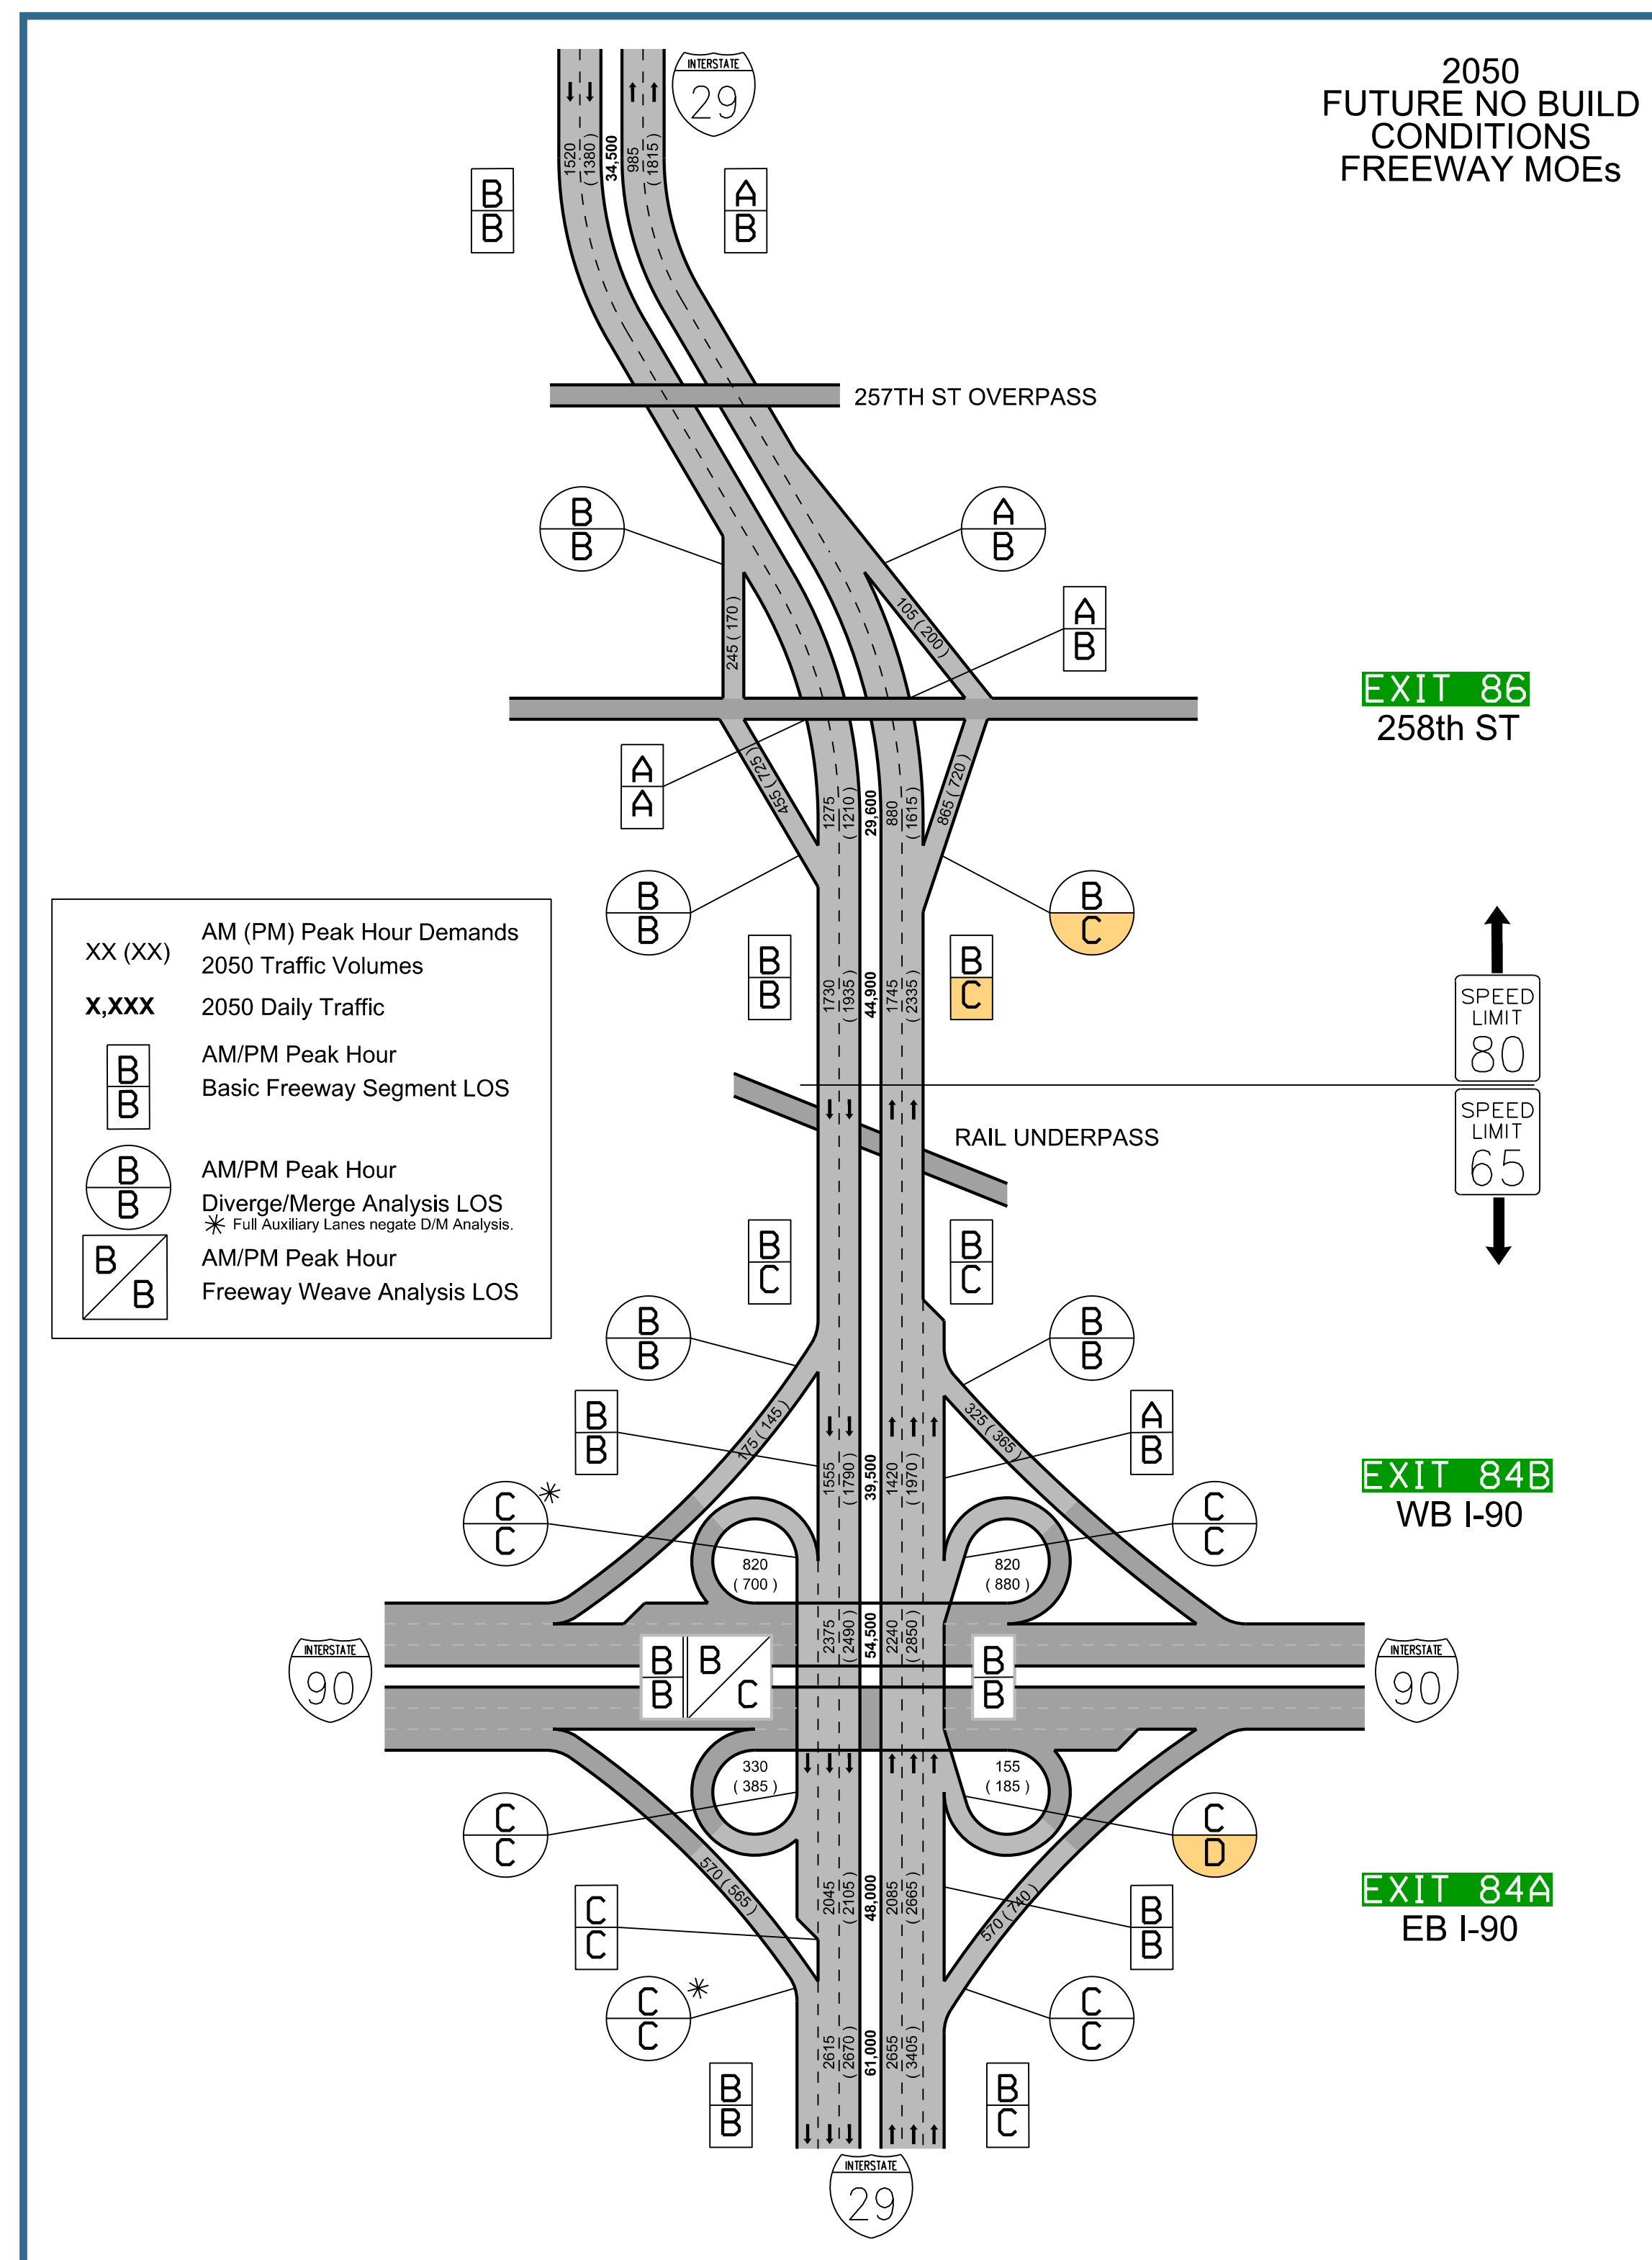 2050
FUTURE NO BUILD
CONDITIONS
FREEWAY MOEs
INTERSTATE
29
1520
( 1380 )
34,500
985
( 1815 )
B
B
A
B
257TH ST OVERPASS
B
B
A
B
245 ( 170 )
105 ( 200 )
A
B
EXIT 86
258th ST
A
A
455 ( 725 )
1275
( 1210 )
29,600
880
( 1615 )
865 ( 720 )
B
B
B
C
B
B
1730
( 1935 )
44,900
1745
( 2335 )
B
C
XX (XX)
AM (PM) Peak Hour Demands
2050 Traffic Volumes
X,XXX
2050 Daily Traffic
B
B
AM/PM Peak Hour
Basic Freeway Segment LOS
B
B
AM/PM Peak Hour
Diverge/Merge Analysis LOS
* Full Auxiliary Lanes negate D/M Analysis.
B
B
AM/PM Peak Hour
Freeway Weave Analysis LOS
SPEED
LIMIT
80
SPEED
LIMIT
65
RAIL UNDERPASS
B
C
B
C
B
B
B
B
175 ( 145 )
325 ( 365 )
B
B
A
B
1555
( 1790 )
39,500
1420
( 1970 )
EXIT 84B
WB I-90
C
C
*
C
C
820
( 700 )
820
( 880 )
2375
( 2490 )
54,500
2240
( 2850 )
INTERSTATE
90
B
B
B
C
B
B
INTERSTATE
90
330
( 385 )
155
( 185 )
C
C
C
D
570 ( 565 )
2045
( 2105 )
48,000
2085
( 2665 )
570 ( 740 )
EXIT 84A
EB I-90
C
C
B
B
C
C
*
C
C
2615
( 2670 )
61,000
2655
( 3405 )
B
B
B
C
INTERSTATE
29